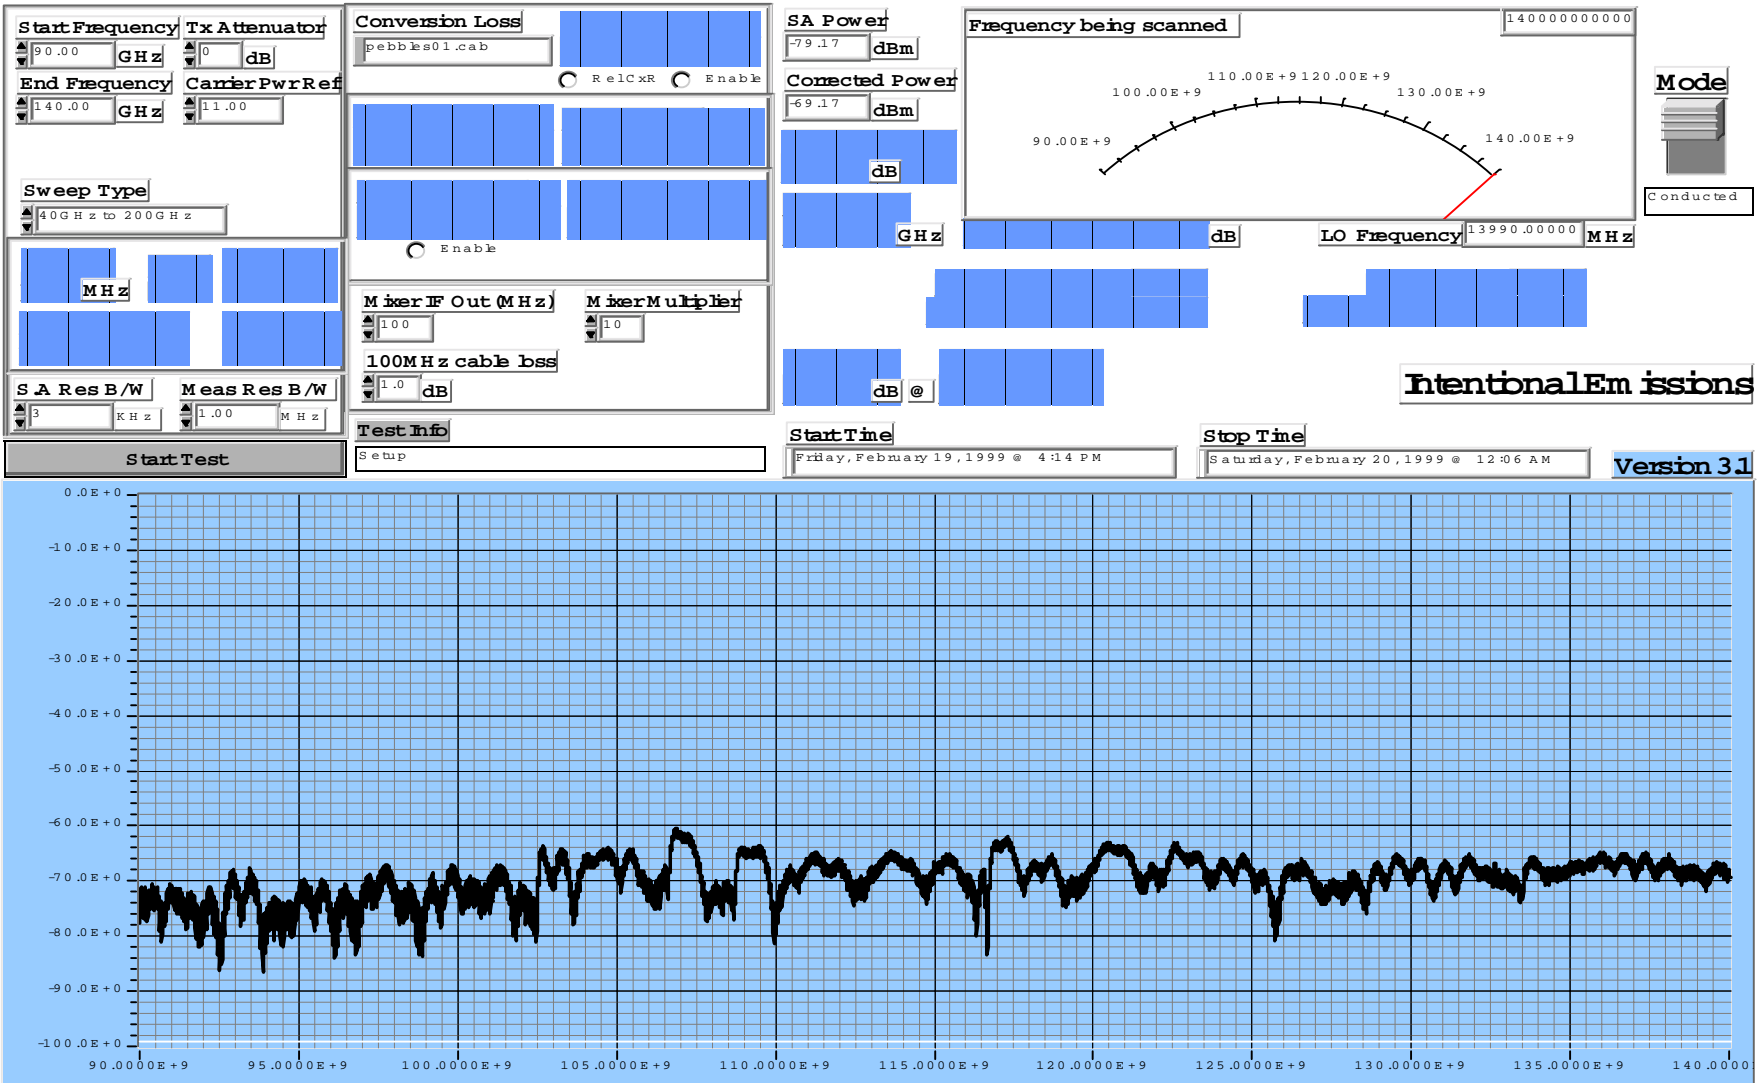 Start Frequency Tx Attenuator
90.00 GHz 0 dB
End Frequency Carrier Pwr Ref
140.00 GHz 11.00
Sweep Type
40GHz to 200GHz
MHz
S.A Res B/W Meas Res B/W
3 KHz 1.00 MHz
Start Test
Conversion Loss
pebbles01.cab
RelCxR Enable
Enable
Mixer IF Out (MHz) Mixer Multiplier
100 10
100MHz cable loss
1.0 dB
Test Info
Setup
SA Power
-79.17 dBm
Corrected Power
-69.17 dBm
dB
GHz
dB @
Frequency being scanned 140000000000
90.00E+9 100.00E+9 110.00E+9 120.00E+9 130.00E+9 140.00E+9
dB LO Frequency 13990.00000 MHz
Mode
Conducted
Intentional Emissions
Start Time
Friday, February 19, 1999 @ 4:14 PM
Stop Time
Saturday, February 20, 1999 @ 12:06 AM
Version 3.1
0.0E+0
-10.0E+0
-20.0E+0
-30.0E+0
-40.0E+0
-50.0E+0
-60.0E+0
-70.0E+0
-80.0E+0
-90.0E+0
-100.0E+0
90.0000E+9 95.0000E+9 100.0000E+9 105.0000E+9 110.0000E+9 115.0000E+9 120.0000E+9 125.0000E+9 130.0000E+9 135.0000E+9 140.0000